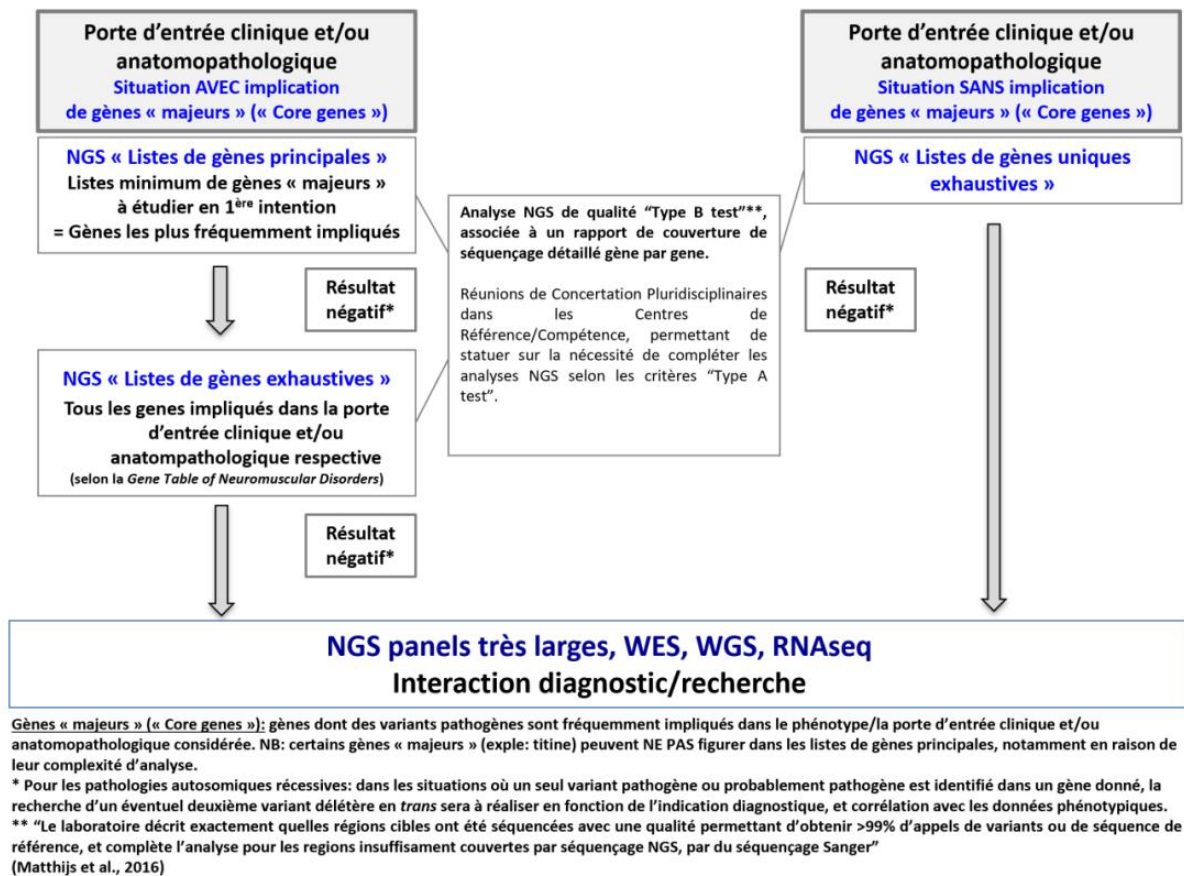 Porte d’entrée clinique et/ou
anatomopathologique
Situation AVEC implication
de gènes « majeurs » (« Core genes »)
NGS « Listes de gènes principales »
Listes minimum de gènes « majeurs »
à étudier en 1ère intention
= Gènes les plus fréquemment impliqués
Résultat
négatif*
NGS « Listes de gènes exhaustives »
Tous les genes impliqués dans la porte
d’entrée clinique et/ou
anatompathologique respective
(selon la Gene Table of Neuromuscular Disorders)
Résultat
négatif*
Analyse NGS de qualité “Type B test”**,
associée à un rapport de couverture de
séquençage détaillé gène par gene.
Réunions de Concertation Pluridisciplinaires
dans les Centres de
Référence/Compétence, permettant de
statuer sur la nécessité de compléter les
analyses NGS selon les critères “Type A
test”.
Porte d’entrée clinique et/ou
anatomopathologique
Situation SANS implication
de gènes « majeurs » (« Core genes »)
NGS « Listes de gènes uniques
exhaustives »
Résultat
négatif*
NGS panels très larges, WES, WGS, RNAseq
Interaction diagnostic/recherche
Gènes « majeurs » (« Core genes »): gènes dont des variants pathogènes sont fréquemment impliqués dans le phénotype/la porte d’entrée clinique et/ou
anatomopathologique considérée. NB: certains gènes « majeurs » (exple: titine) peuvent NE PAS figurer dans les listes de gènes principales, notamment en raison de
leur complexité d’analyse.
* Pour les pathologies autosomiques récessives: dans les situations où un seul variant pathogène ou probablement pathogène est identifié dans un gène donné, la
recherche d’un éventuel deuxième variant délétère en trans sera à réaliser en fonction de l’indication diagnostique, et corrélation avec les données phénotypiques.
** “Le laboratoire décrit exactement quelles régions cibles ont été séquencées avec une qualité permettant d’obtenir >99% d’appels de variants ou de séquence de
référence, et complète l’analyse pour les regions insuffisament couvertes par séquençage NGS, par du séquençage Sanger”
(Matthijs et al., 2016)